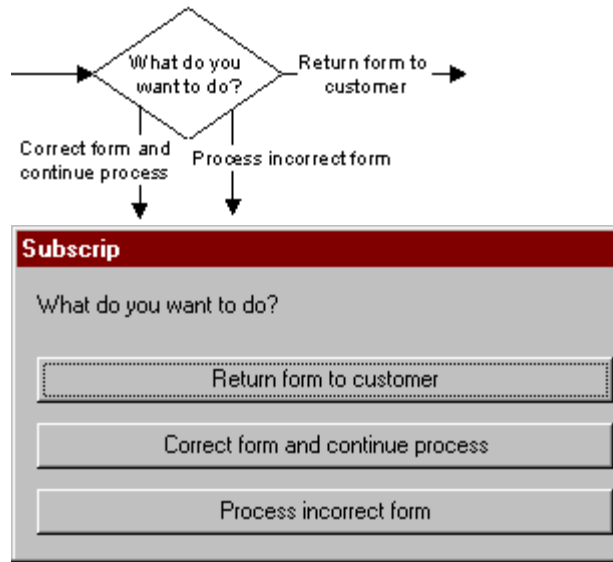 What do you
want to do?
Return form to
customer
Correct form and
continue process
Process incorrect form
Subscrip
What do you want to do?
Return form to customer
Correct form and continue process
Process incorrect form